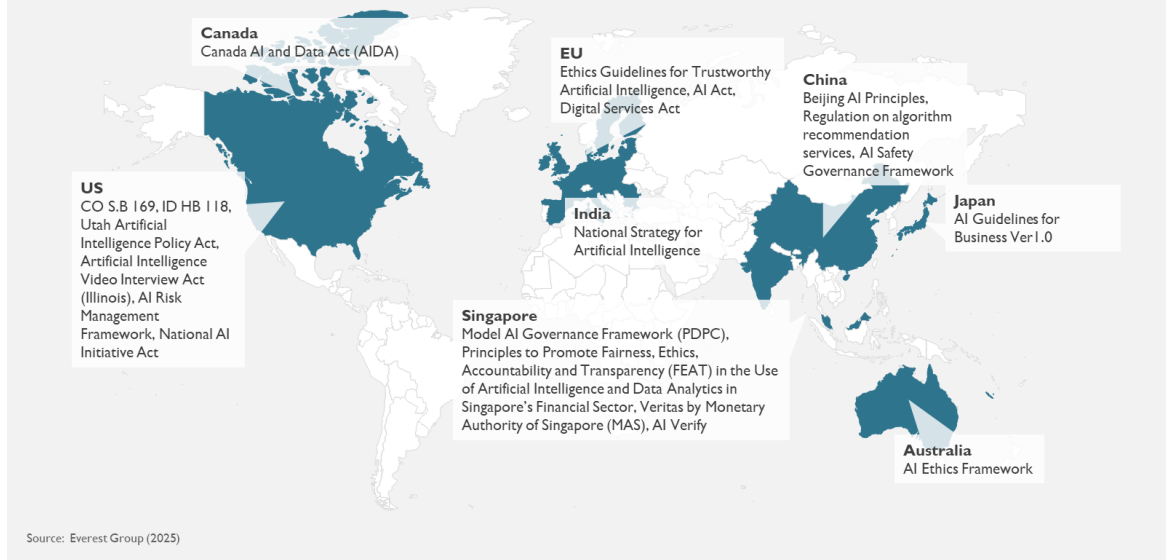 Canada
Canada AI and Data Act (AIDA)
EU
Ethics Guidelines for Trustworthy
Artificial Intelligence, AI Act,
Digital Services Act
China
Beijing AI Principles,
Regulation on algorithm
recommendation
services, AI Safety
Governance Framework
US
CO S.B 169, ID HB 118,
Utah Artificial
Intelligence Policy Act,
Artificial Intelligence
Video Interview Act
(Illinois), AI Risk
Management
Framework, National AI
Initiative Act
India
National Strategy for
Artificial Intelligence
Japan
AI Guidelines for
Business Ver1.0
Singapore
Model AI Governance Framework (PDPC),
Principles to Promote Fairness, Ethics,
Accountability and Transparency (FEAT) in the Use
of Artificial Intelligence and Data Analytics in
Singapore's Financial Sector, Veritas by Monetary
Authority of Singapore (MAS), AI Verify
Australia
AI Ethics Framework
Source: Everest Group (2025)